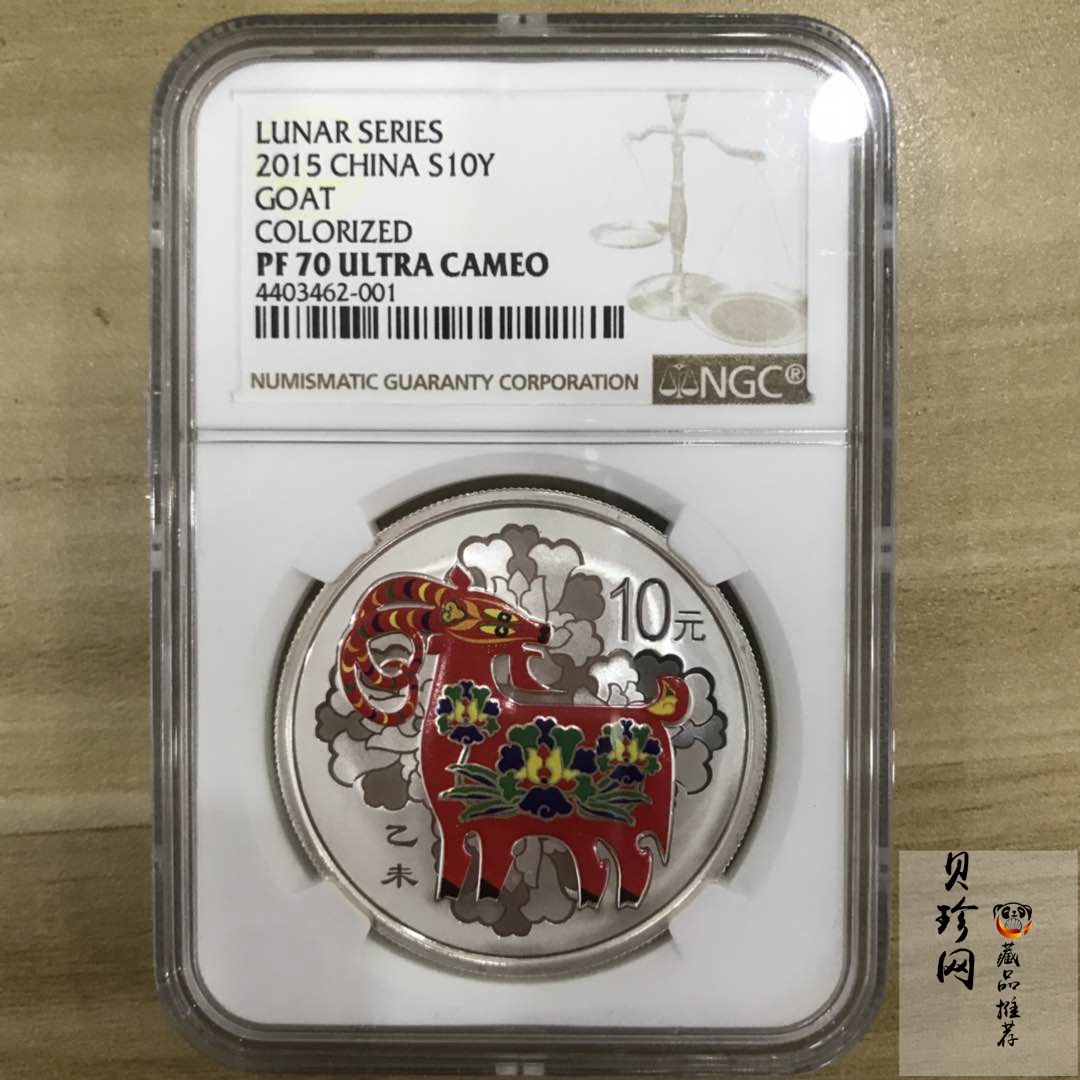 LUNAR SERIES
2015 CHINA S10Y
GOAT
COLORIZED
PF 70 ULTRA CAMEO
4403462-001
NUMISMATIC GUARANTY CORPORATION
NGC®
10元
乙未
贝珍网
藏品推荐